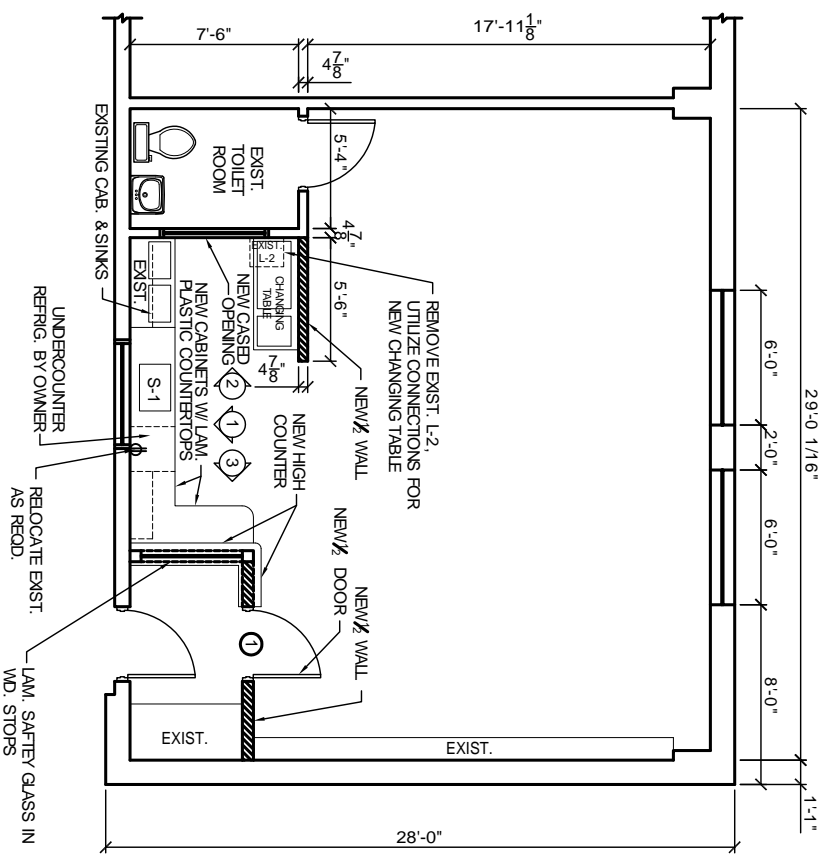 7'-6"
17'-11 1/8"
4 7/8"
29'-0 1/16"
6'-0"
2'-0"
6'-0"
8'-0"
1'-1"
28'-0"
5'-4"
4 7/8"
5'-6"
4 7/8"
EXIST.
TOILET
ROOM
EXIST.
L-2
CHANGING
TABLE
REMOVE EXIST. L-2,
UTILIZE CONNECTIONS FOR
NEW CHANGING TABLE
NEW 1/2 WALL
NEW CASED
OPENING
NEW CABINETS W/ LAM.
PLASTIC COUNTERTOPS
2
1
3
NEW HIGH
COUNTER
NEW 1/2 DOOR
NEW 1/2 WALL
1
EXIST.
S-1
EXISTING CAB. & SINKS
UNDERCOUNTER
REFRIG. BY OWNER
RELOCATE EXIST.
AS REQD.
LAM. SAFTEY GLASS IN
WD. STOPS
EXIST.
EXIST.